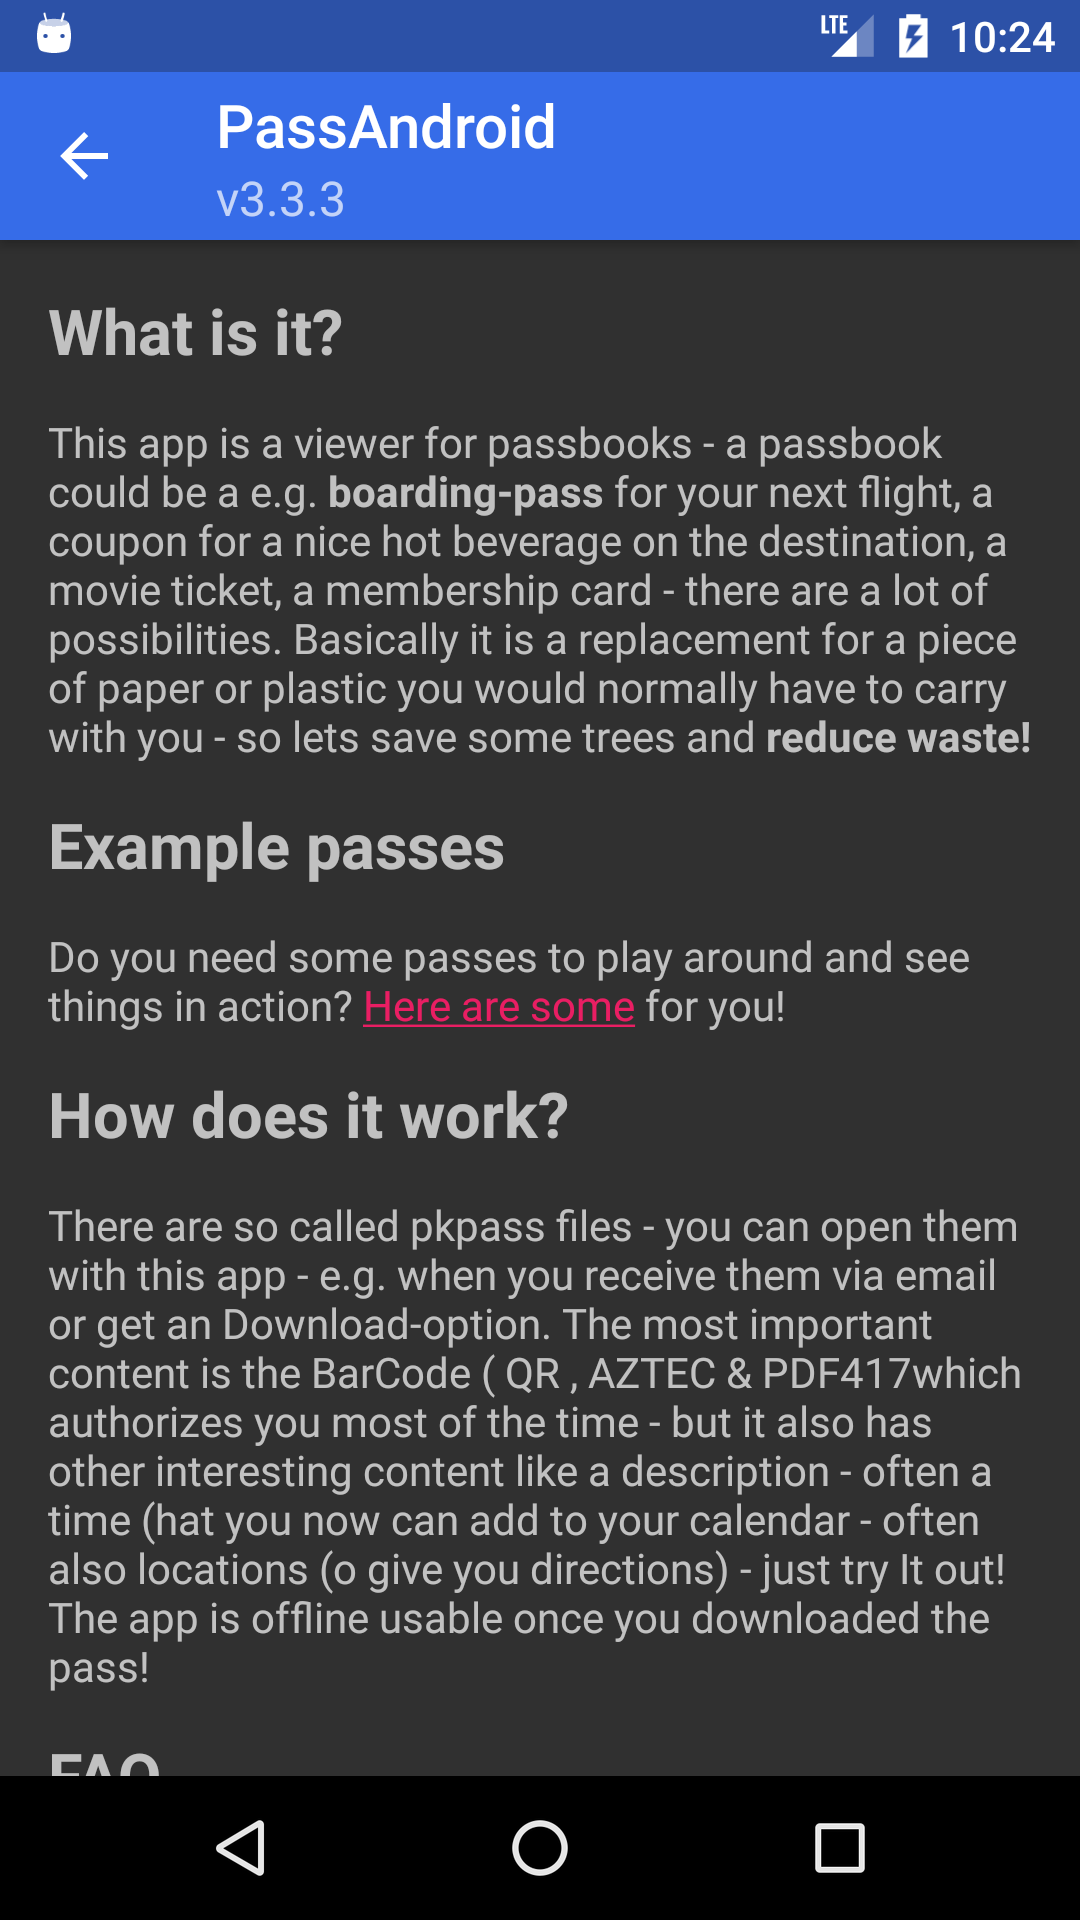 LTE 10:24
PassAndroid
v3.3.3
What is it?
This app is a viewer for passbooks - a passbook
could be a e.g. boarding-pass for your next flight, a
coupon for a nice hot beverage on the destination, a
movie ticket, a membership card - there are a lot of
possibilities. Basically it is a replacement for a piece
of paper or plastic you would normally have to carry
with you - so lets save some trees and reduce waste!
Example passes
Do you need some passes to play around and see
things in action? Here are some for you!
How does it work?
There are so called pkpass files - you can open them
with this app - e.g. when you receive them via email
or get an Download-option. The most important
content is the BarCode ( QR , AZTEC & PDF417which
authorizes you most of the time - but it also has
other interesting content like a description - often a
time (hat you now can add to your calendar - often
also locations (o give you directions) - just try It out!
The app is offline usable once you downloaded the
pass!
FAQ